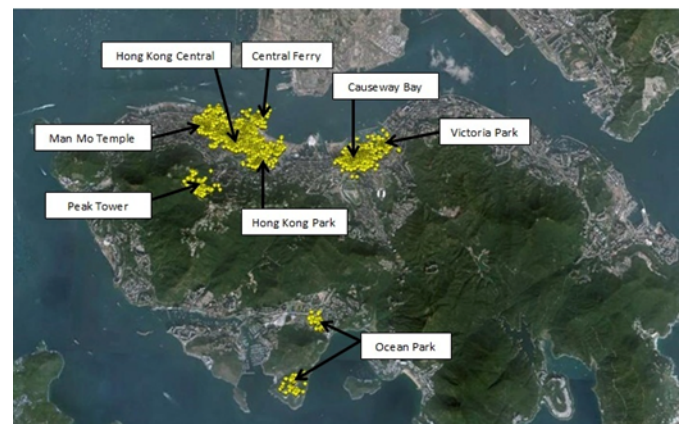 Hong Kong Central
Central Ferry
Causeway Bay
Man Mo Temple
Victoria Park
Peak Tower
Hong Kong Park
Ocean Park